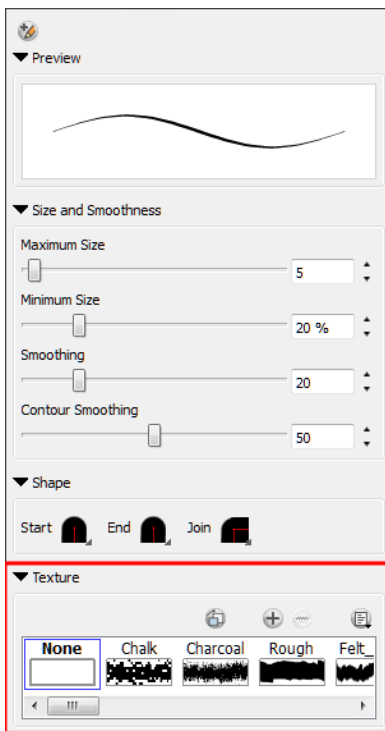 Preview
Size and Smoothness
Maximum Size
5
Minimum Size
20 %
Smoothing
20
Contour Smoothing
50
Shape
Start End Join
Texture
None Chalk Charcoal Rough Felt_